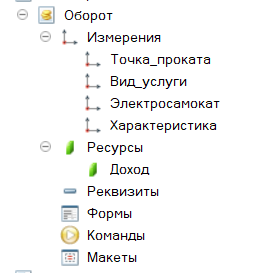 Оборот
Измерения
Точка_проката
Вид_услуги
Электросамокат
Характеристика
Ресурсы
Доход
Реквизиты
Формы
Команды
Макеты